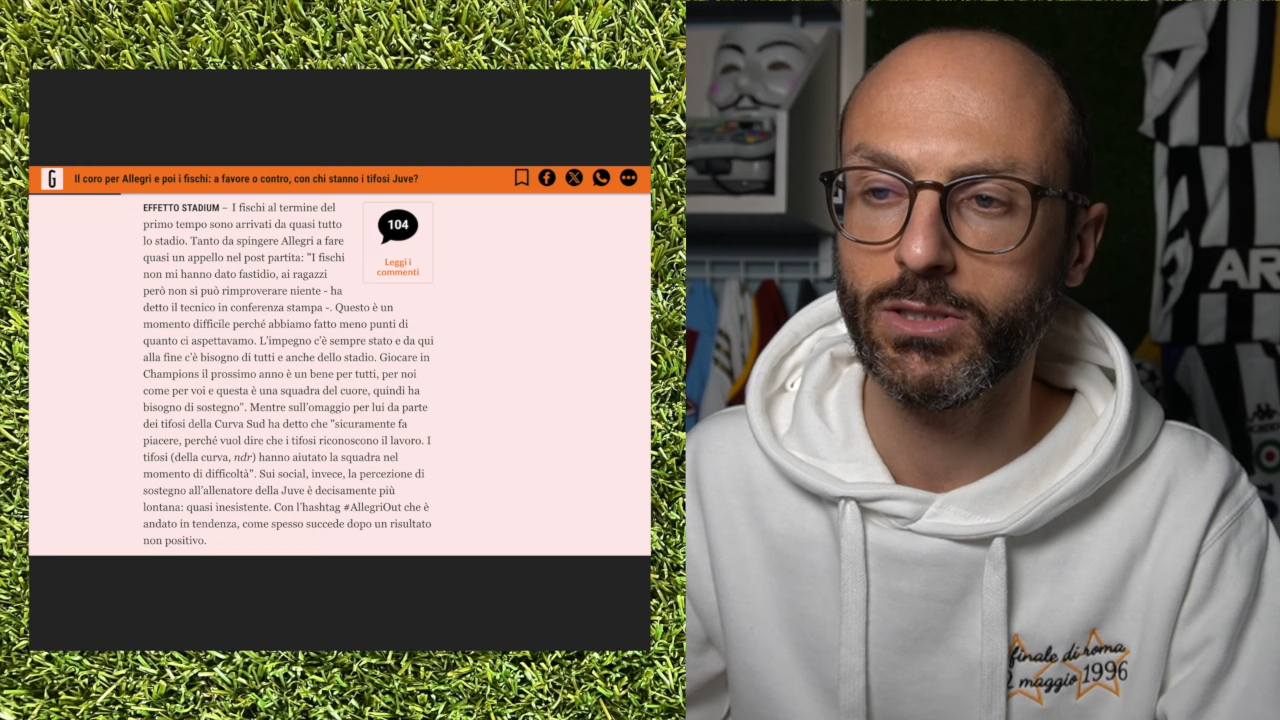 G
Il coro per Allegri e poi i fischi: a favore o contro, con chi stanno i tifosi Juve?
EFFETTO STADIUM – I fischi al termine del
primo tempo sono arrivati da quasi tutto
lo stadio. Tanto da spingere Allegri a fare
quasi un appello nel post partita: "I fischi
non mi hanno dato fastidio, ai ragazzi
però non si può rimproverare niente - ha
detto il tecnico in conferenza stampa -. Questo è un
momento difficile perché abbiamo fatto meno punti di
quanto ci aspettavamo. L'impegno c'è sempre stato e da qui
alla fine c'è bisogno di tutti e anche dello stadio. Giocare in
Champions il prossimo anno è un bene per tutti, per noi
come per voi e questa è una squadra del cuore, quindi ha
bisogno di sostegno". Mentre sull'omaggio per lui da parte
dei tifosi della Curva Sud ha detto che "sicuramente fa
piacere, perché vuol dire che i tifosi riconoscono il lavoro. I
tifosi (della curva, ndr) hanno aiutato la squadra nel
momento di difficoltà". Sui social, invece, la percezione di
sostegno all'allenatore della Juve è decisamente più
lontana: quasi inesistente. Con l'hashtag #AllegriOut che è
andato in tendenza, come spesso succede dopo un risultato
non positivo.
104
Leggi i
commenti
AR
finale di roma
2 maggio 1996